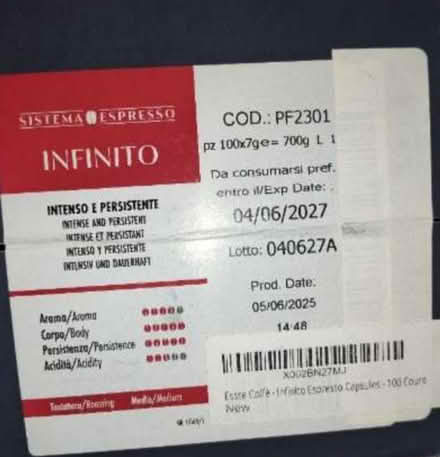 SISTEMA ESPRESSO
INFINITO
INTENSO E PERSISTENTE
INTENSE AND PERSISTENT
INTENSE ET PERSISTANT
INTENSO Y PERSISTENTE
INTENSIV UND DAUERHAFT
Aroma/Aroma
Corpo/Body
Persistenza/Persistence
Acidità/Acidity
Tostatura/Roasting Media/Medium
COD.: PF2301
pz 100x7g e= 700g L 1
Da consumarsi pref.
entro il/Exp Date: .
04/06/2027
Lotto: 040627A
Prod. Date:
05/06/2025
14:48
X002BN27MJ
Esse Caffè - Infinito Espresso Capsules - 100 Count
New